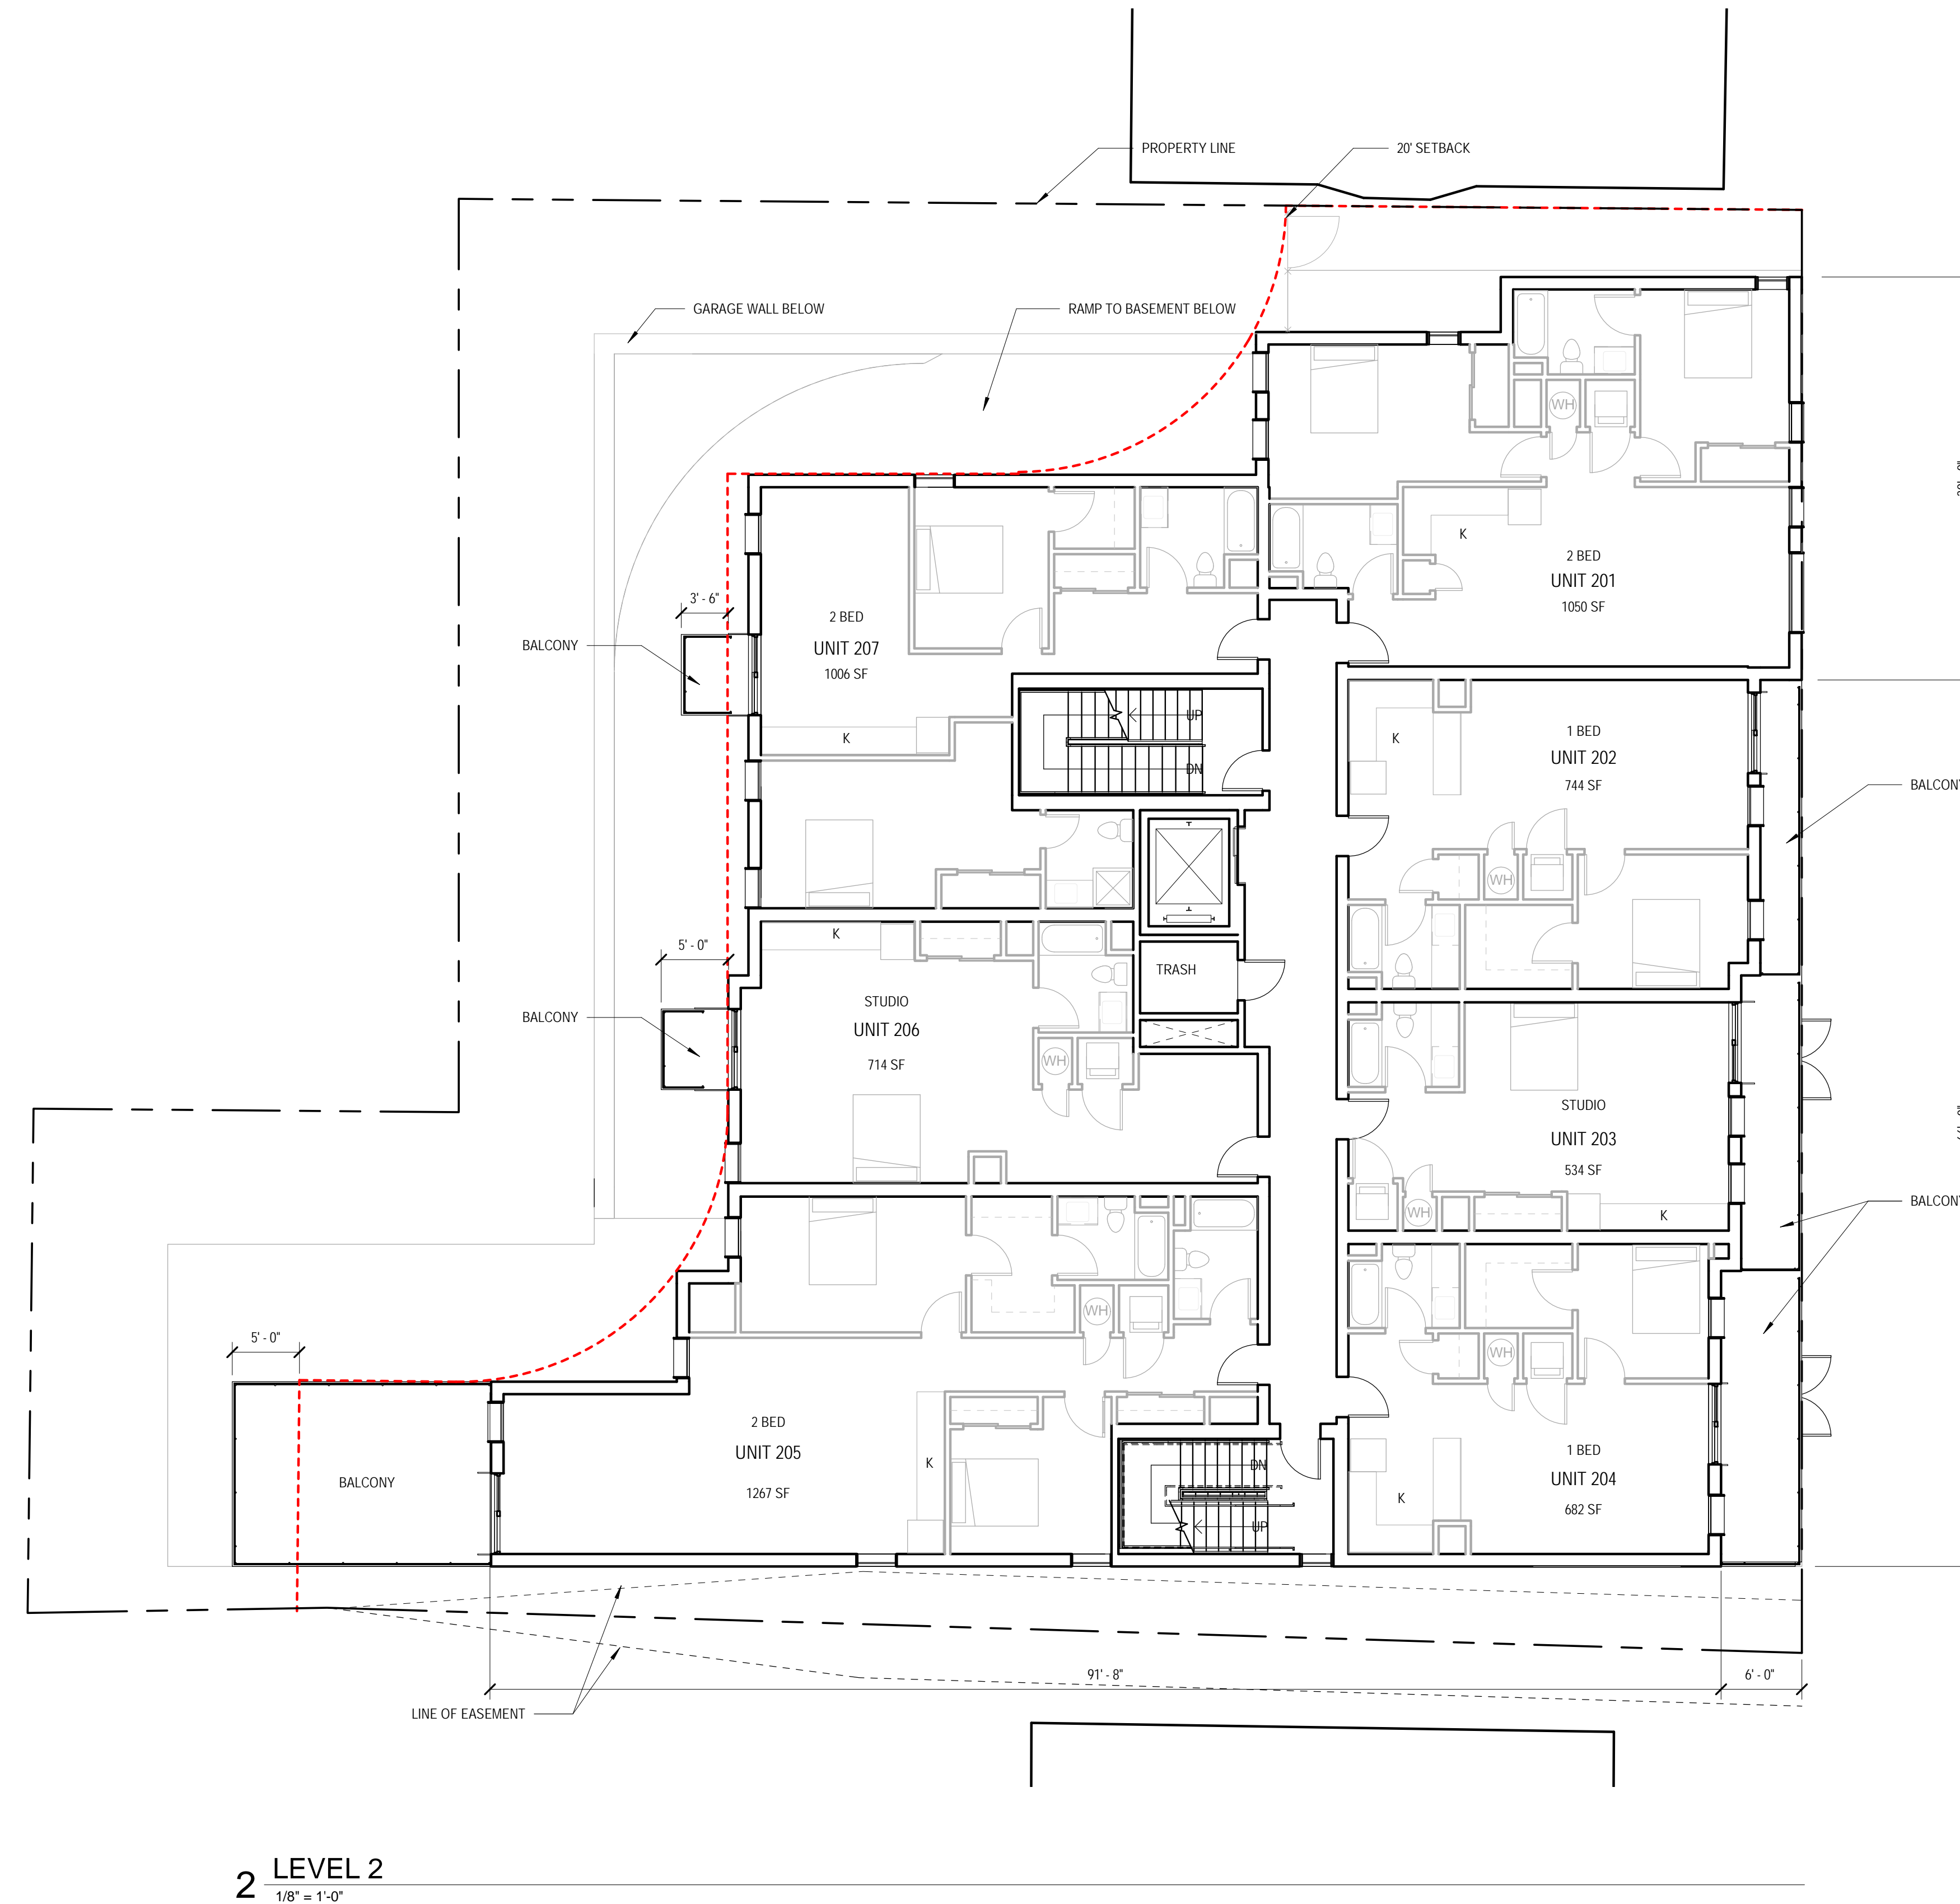 PROPERTY LINE
20' SETBACK
GARAGE WALL BELOW
RAMP TO BASEMENT BELOW
WH
K
2 BED
UNIT 201
1050 SF
3' - 6"
BALCONY
2 BED
UNIT 207
1006 SF
K
UP
DN
K
1 BED
UNIT 202
744 SF
BALCONY
WH
5' - 0"
K
TRASH
STUDIO
UNIT 206
714 SF
BALCONY
WH
STUDIO
UNIT 203
534 SF
WH
K
BALCONY
WH
WH
5' - 0"
BALCONY
2 BED
UNIT 205
1267 SF
K
DN
UP
1 BED
UNIT 204
682 SF
K
91' - 8"
6' - 0"
LINE OF EASEMENT
2
LEVEL 2
1/8" = 1'-0"